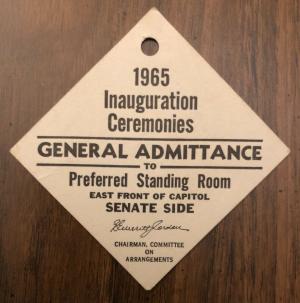 1965
Inauguration
Ceremonies
GENERAL ADMITTANCE
TO
Preferred Standing Room
EAST FRONT OF CAPITOL
SENATE SIDE
CHAIRMAN, COMMITTEE
ON
ARRANGEMENTS